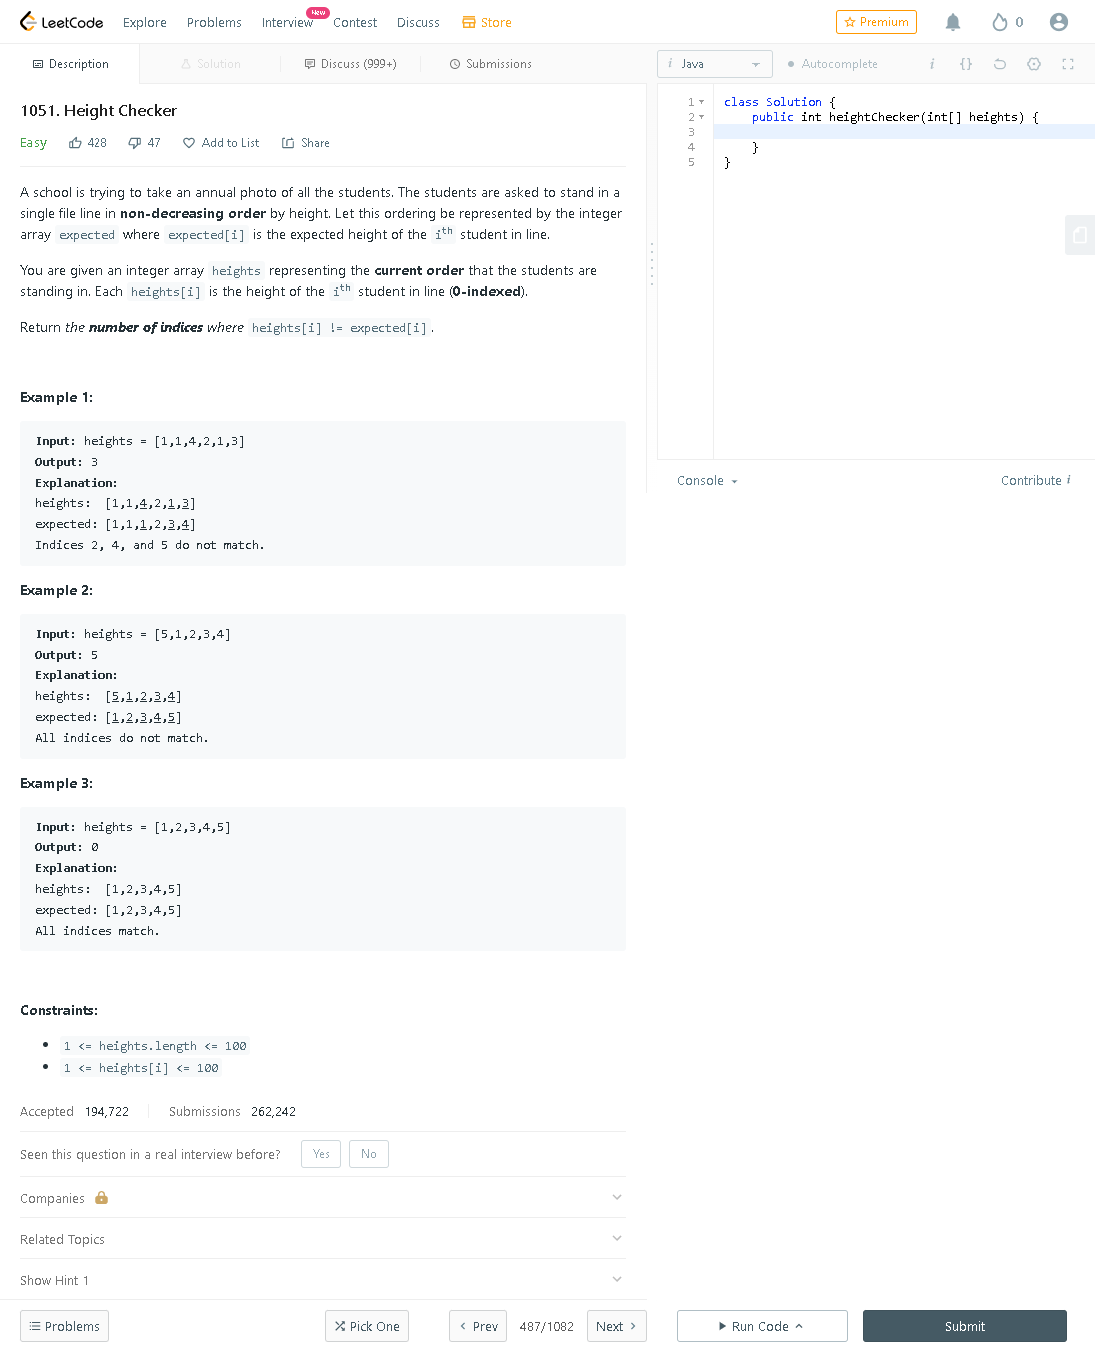 LeetCode
Explore
Problems
Interview
New
Contest
Discuss
Store
Premium
0
Description
Solution
Discuss (999+)
Submissions
i Java
Autocomplete
i {}
1051. Height Checker
Easy 428 47 Add to List Share
A school is trying to take an annual photo of all the students. The students are asked to stand in a
single file line in non-decreasing order by height. Let this ordering be represented by the integer
array expected where expected[i] is the expected height of the ith student in line.
You are given an integer array heights representing the current order that the students are
standing in. Each heights[i] is the height of the ith student in line (0-indexed).
Return the number of indices where heights[i] != expected[i].
Example 1:
Input: heights = [1,1,4,2,1,3]
Output: 3
Explanation:
heights:  [1,1,4,2,1,3]
expected: [1,1,1,2,3,4]
Indices 2, 4, and 5 do not match.
Example 2:
Input: heights = [5,1,2,3,4]
Output: 5
Explanation:
heights:  [5,1,2,3,4]
expected: [1,2,3,4,5]
All indices do not match.
Example 3:
Input: heights = [1,2,3,4,5]
Output: 0
Explanation:
heights:  [1,2,3,4,5]
expected: [1,2,3,4,5]
All indices match.
Constraints:
• 1 <= heights.length <= 100
• 1 <= heights[i] <= 100
Accepted 194,722 Submissions 262,242
Seen this question in a real interview before? Yes No
Companies
Related Topics
Show Hint 1
Problems
Pick One
Prev
487/1082
Next
1 class Solution {
2     public int heightChecker(int[] heights) {
3
4     }
5 }
Console
Contribute i
Run Code
Submit